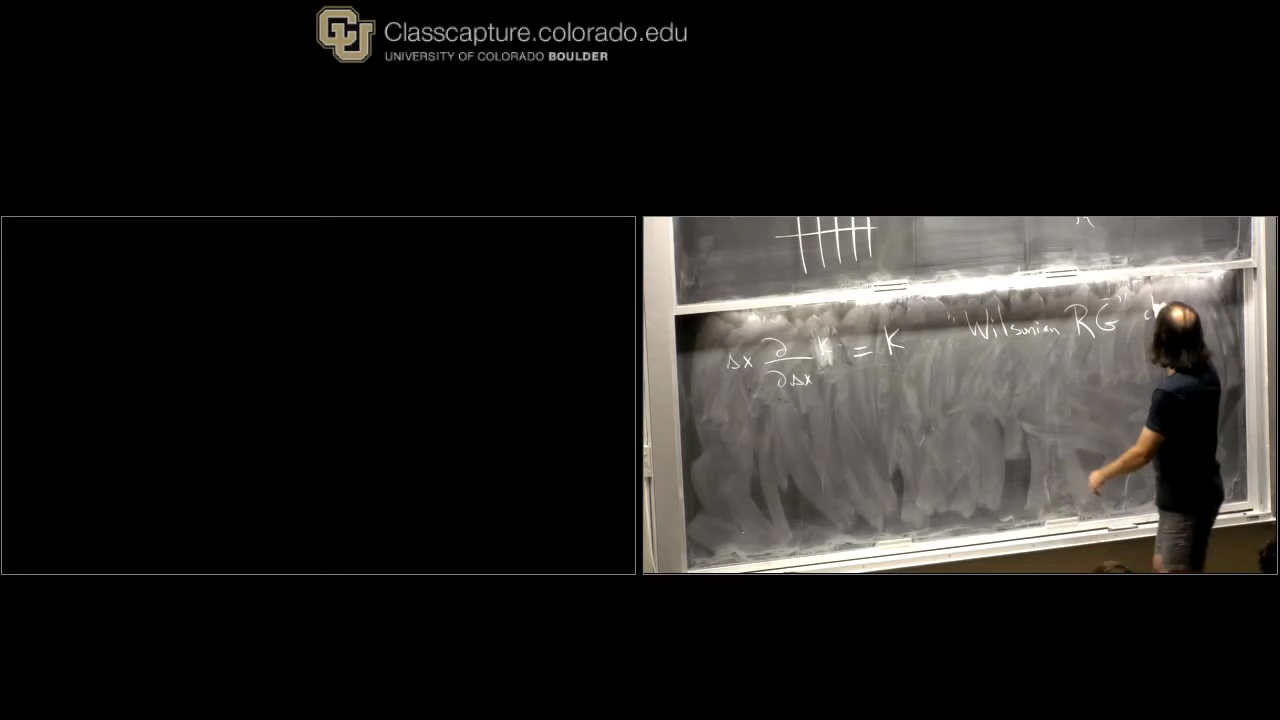 Classcapture.colorado.edu
UNIVERSITY OF COLORADO BOULDER
Δx ∂/∂Δx K = K
"Wilsonian RG"